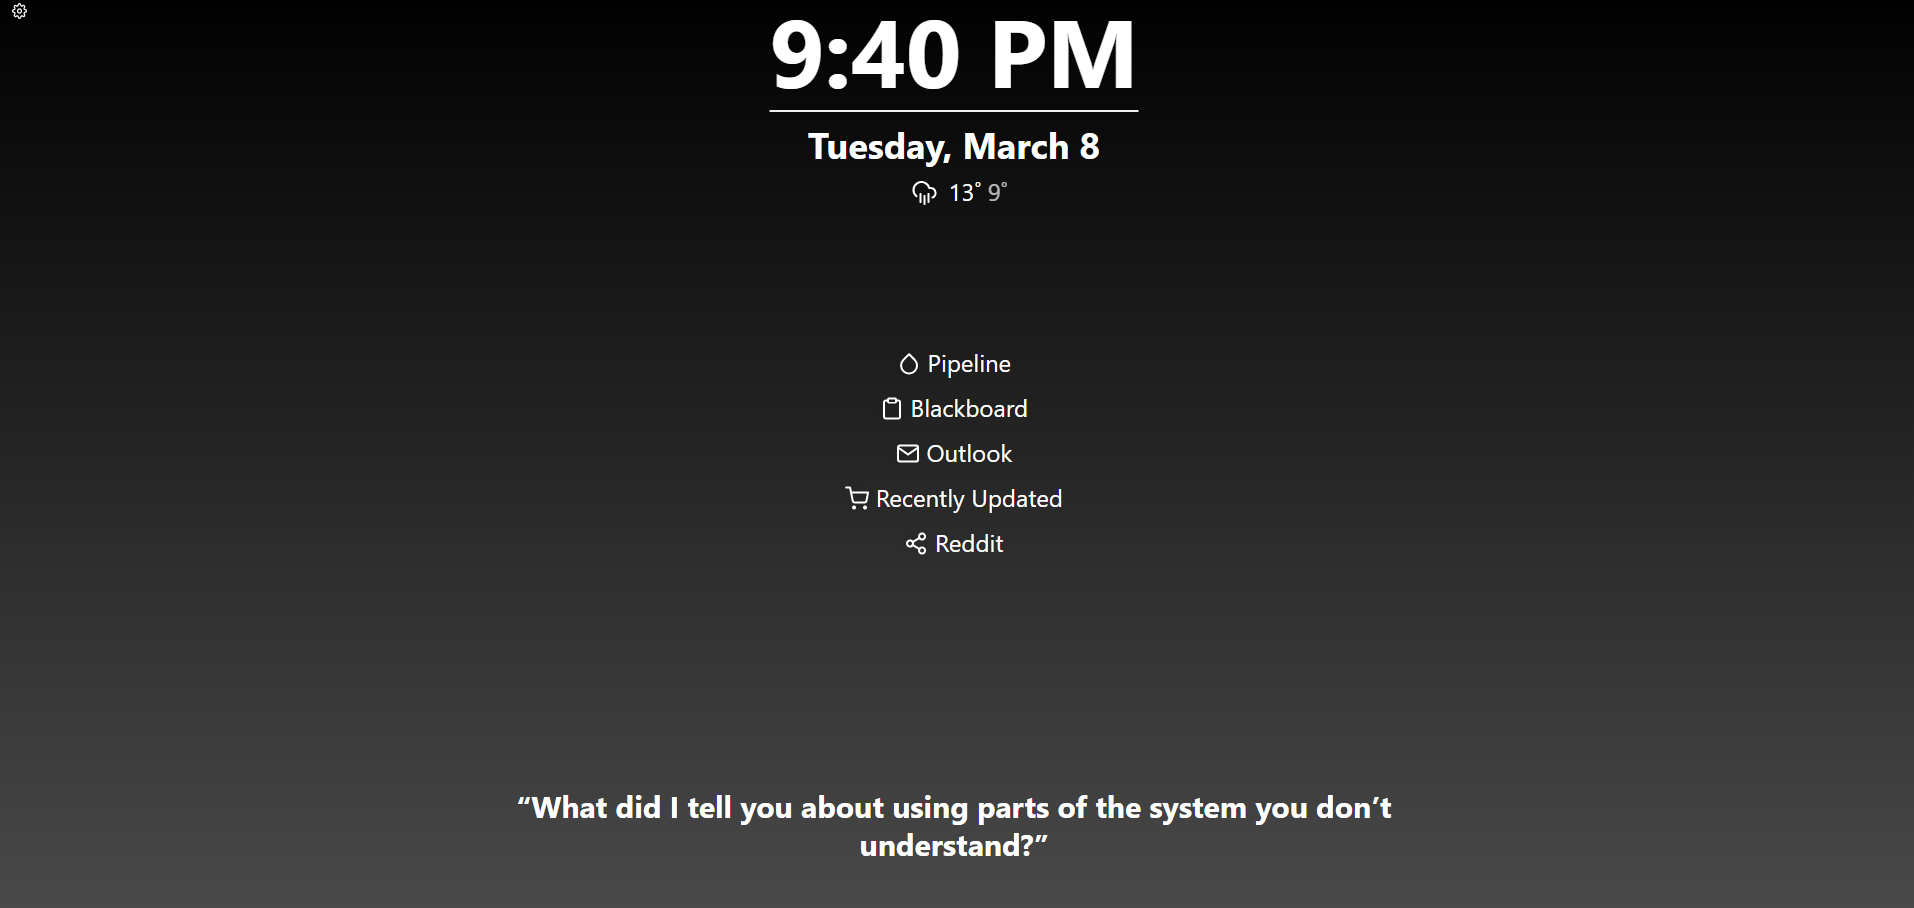 9:40 PM
Tuesday, March 8
13° 9°
Pipeline
Blackboard
Outlook
Recently Updated
Reddit
“What did I tell you about using parts of the system you don’t
understand?”